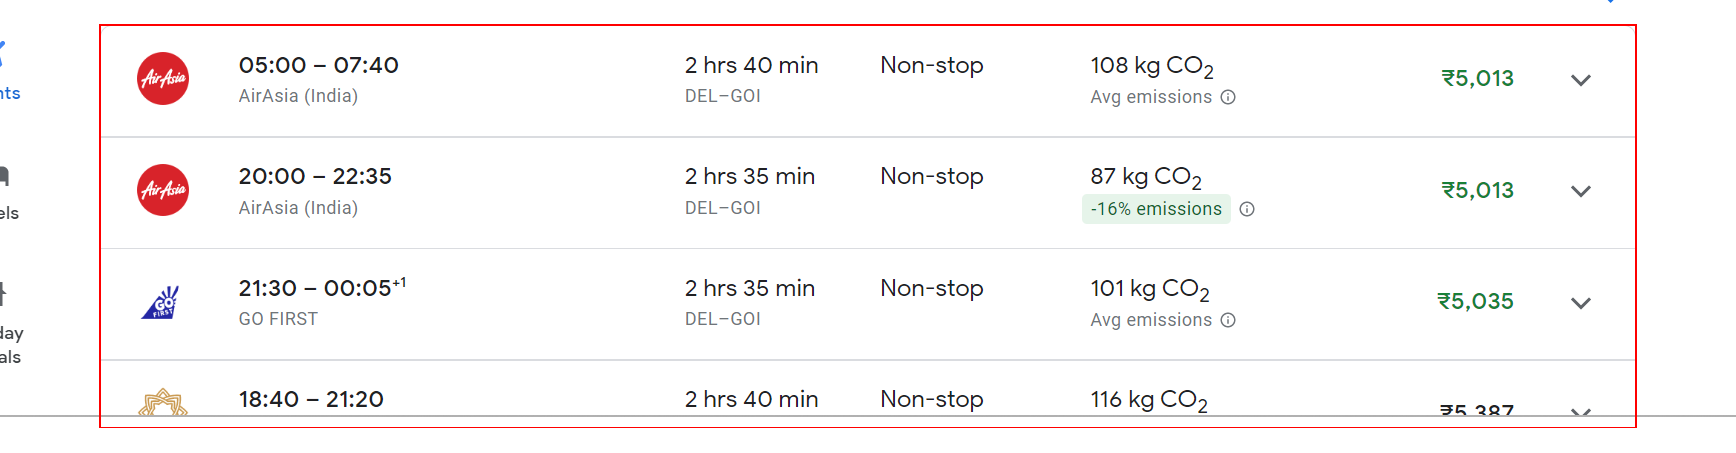 nts
els
day
als
AirAsia
05:00 – 07:40
AirAsia (India)
2 hrs 40 min
DEL–GOI
Non-stop
108 kg CO2
Avg emissions
₹5,013
AirAsia
20:00 – 22:35
AirAsia (India)
2 hrs 35 min
DEL–GOI
Non-stop
87 kg CO2
-16% emissions
₹5,013
GO
FIRST
21:30 – 00:05+1
GO FIRST
2 hrs 35 min
DEL–GOI
Non-stop
101 kg CO2
Avg emissions
₹5,035
18:40 – 21:20
2 hrs 40 min
Non-stop
116 kg CO2
₹5,387